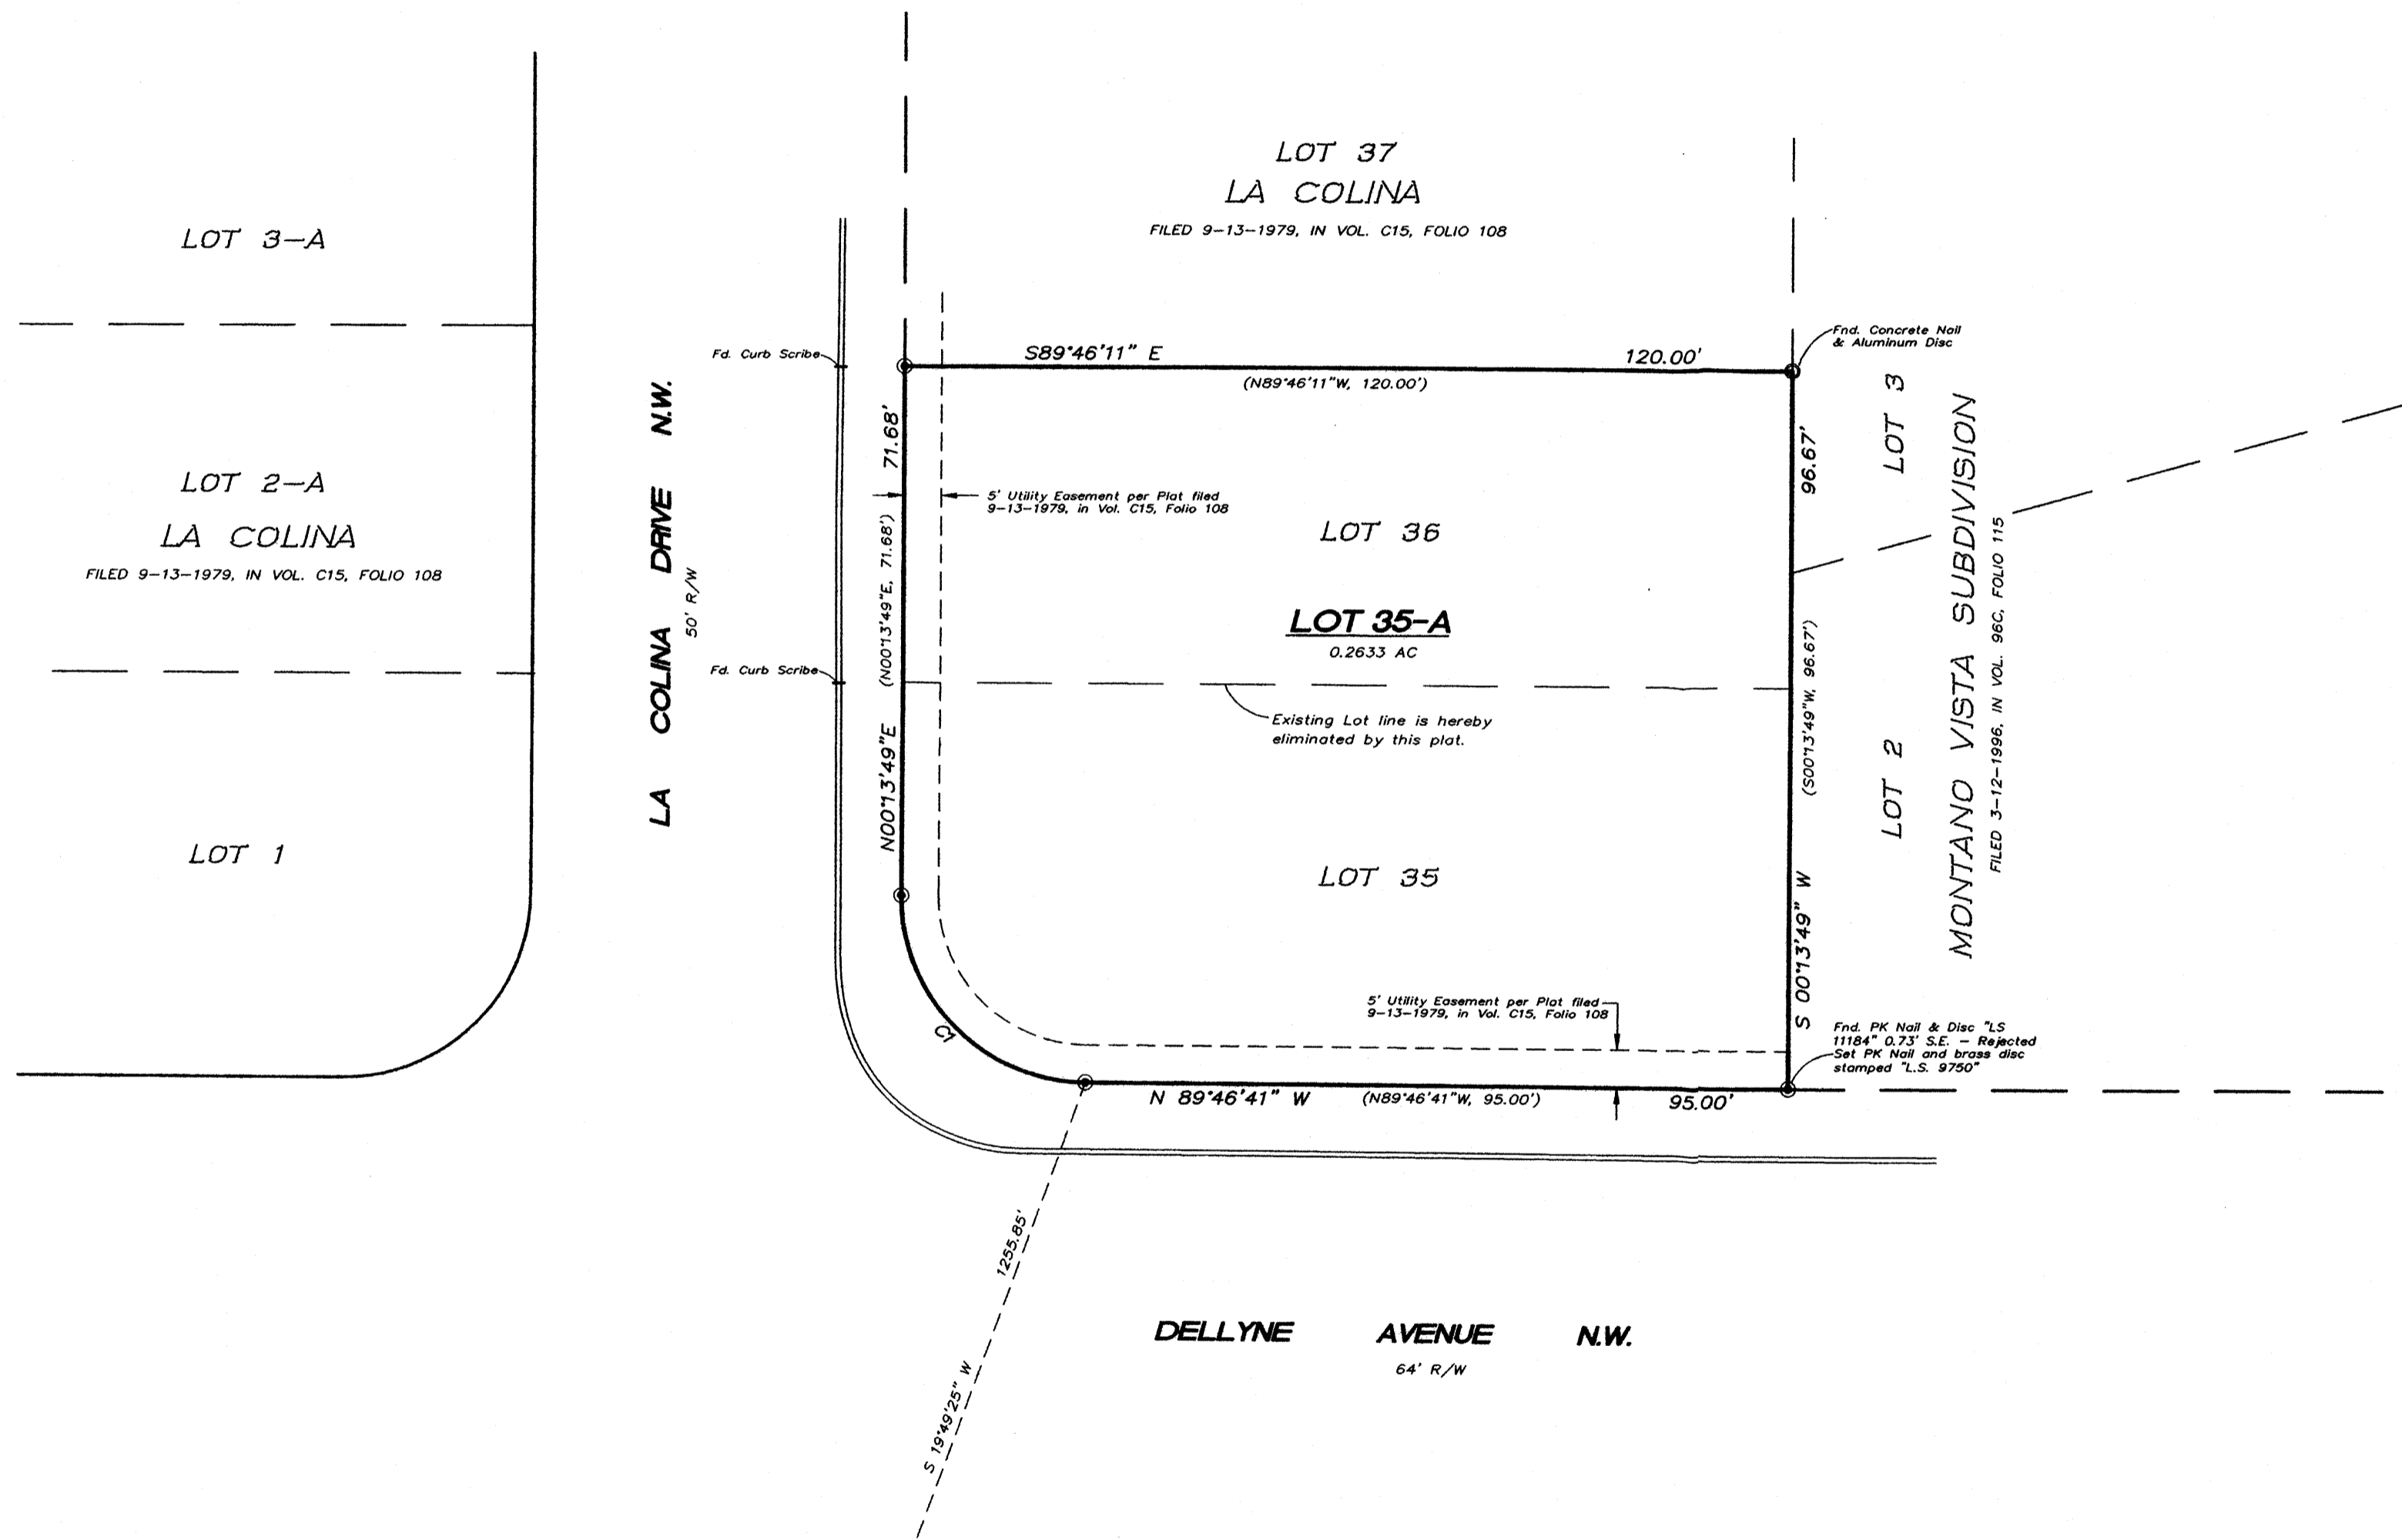 LOT 37
LA COLINA
FILED 9-13-1979, IN VOL. C15, FOLIO 108
LOT 3-A
LOT 2-A
LA COLINA
FILED 9-13-1979, IN VOL. C15, FOLIO 108
LOT 1
LA COLINA DRIVE N.W.
50' R/W
Fd. Curb Scribe
Fd. Curb Scribe
S89°46'11" E 120.00'
(N89°46'11"W, 120.00')
Fnd. Concrete Nail
& Aluminum Disc
N00°13'49"E 71.68'
(N00°13'49"E, 71.68')
5' Utility Easement per Plat filed
9-13-1979, in Vol. C15, Folio 108
LOT 36
LOT 35-A
0.2633 AC
Existing Lot line is hereby
eliminated by this plat.
LOT 35
S 00°13'49" W 96.67'
(S00°13'49"W, 96.67')
LOT 3
LOT 2
MONTANO VISTA SUBDIVISION
FILED 3-12-1996, IN VOL. 96C, FOLIO 115
5' Utility Easement per Plat filed
9-13-1979, in Vol. C15, Folio 108
Fnd. PK Nail & Disc "LS
11184" 0.73' S.E. - Rejected
Set PK Nail and brass disc
stamped "L.S. 9750"
C1
N 89°46'41" W (N89°46'41"W, 95.00') 95.00'
S 19°49'25" W 1255.85'
DELLYNE AVENUE N.W.
64' R/W